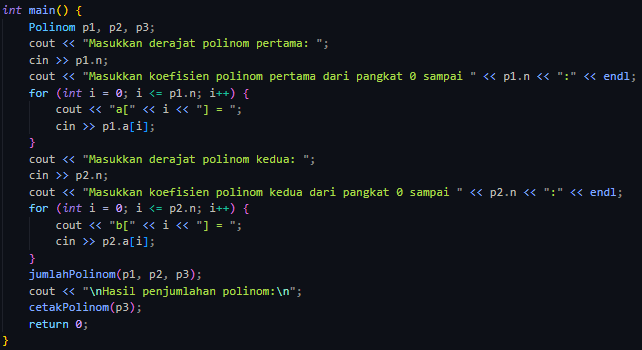 int main() {
    Polinom p1, p2, p3;
    cout << "Masukkan derajat polinom pertama: ";
    cin >> p1.n;
    cout << "Masukkan koefisien polinom pertama dari pangkat 0 sampai " << p1.n << ":" << endl;
    for (int i = 0; i <= p1.n; i++) {
        cout << "a[" << i << "] = ";
        cin >> p1.a[i];
    }
    cout << "Masukkan derajat polinom kedua: ";
    cin >> p2.n;
    cout << "Masukkan koefisien polinom kedua dari pangkat 0 sampai " << p2.n << ":" << endl;
    for (int i = 0; i <= p2.n; i++) {
        cout << "b[" << i << "] = ";
        cin >> p2.a[i];
    }
    jumlahPolinom(p1, p2, p3);
    cout << "\nHasil penjumlahan polinom:\n";
    cetakPolinom(p3);
    return 0;
}